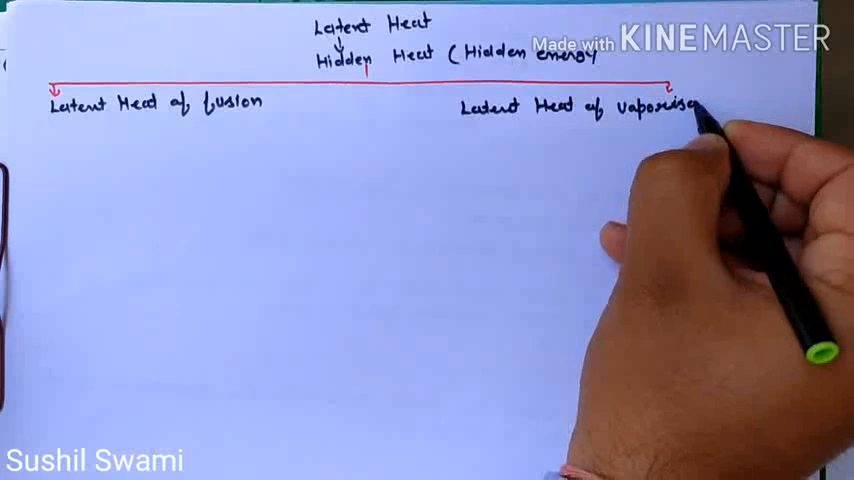 Latent Heat
Hidden Heat (Hidden energy
Made with KINEMASTER
Latent Heat of fusion
Latent Heat of vaporisa
Sushil Swami